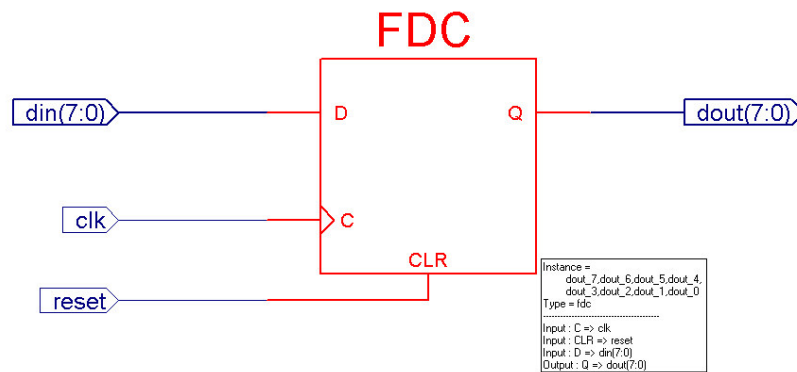 FDC
din(7:0)
D
Q
dout(7:0)
clk
C
CLR
reset
Instance =
dout_7,dout_6,dout_5,dout_4,
dout_3,dout_2,dout_1,dout_0
Type = fdc
----------------------------------------
Input : C => clk
Input : CLR => reset
Input : D => din(7:0)
Output : Q => dout(7:0)